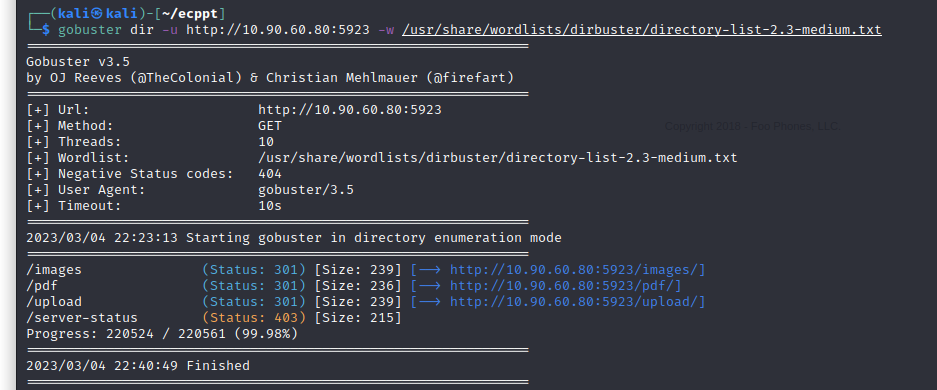 ┌──(kali㉿kali)-[~/ecppt]
└─$ gobuster dir -u http://10.90.60.80:5923 -w /usr/share/wordlists/dirbuster/directory-list-2.3-medium.txt
===============================================================
Gobuster v3.5
by OJ Reeves (@TheColonial) & Christian Mehlmauer (@firefart)
===============================================================
[+] Url: http://10.90.60.80:5923
[+] Method: GET
Copyright 2018 - Foo Phones, LLC.
[+] Threads: 10
[+] Wordlist: /usr/share/wordlists/dirbuster/directory-list-2.3-medium.txt
[+] Negative Status codes: 404
[+] User Agent: gobuster/3.5
[+] Timeout: 10s
===============================================================
2023/03/04 22:23:13 Starting gobuster in directory enumeration mode
===============================================================
/images (Status: 301) [Size: 239] [--> http://10.90.60.80:5923/images/]
/pdf (Status: 301) [Size: 236] [--> http://10.90.60.80:5923/pdf/]
/upload (Status: 301) [Size: 239] [--> http://10.90.60.80:5923/upload/]
/server-status (Status: 403) [Size: 215]
Progress: 220524 / 220561 (99.98%)
===============================================================
2023/03/04 22:40:49 Finished
===============================================================